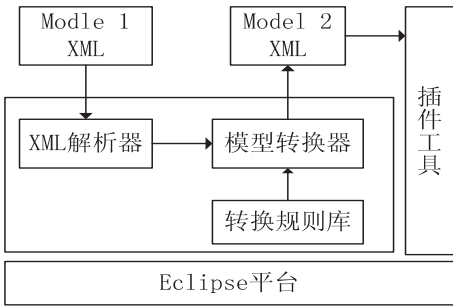 Modle 1
XML
Model 2
XML
插件工具
XML解析器
模型转换器
转换规则库
Eclipse平台